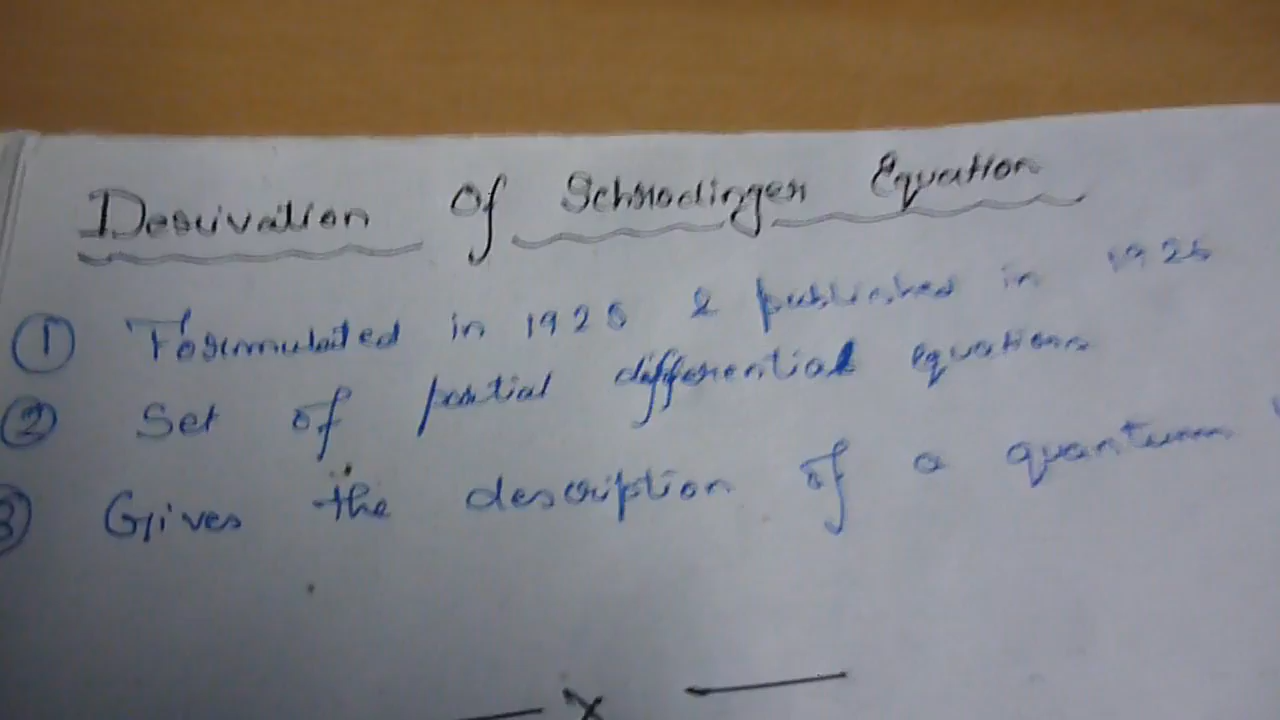 Derivation Of Schrodinger Equation
① Formulated in 1925 & published in 1926
② Set of partial differential equations
③ Gives the description of a quantum
x